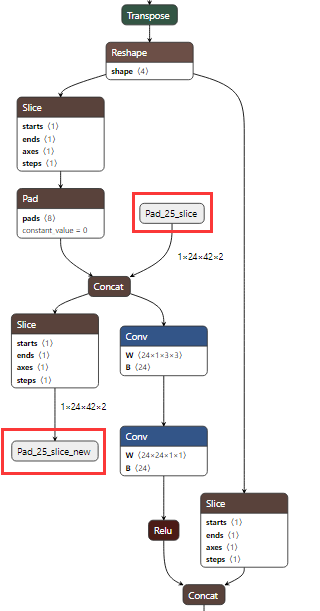 Transpose
Reshape
shape ⟨4⟩
Slice
starts ⟨1⟩
ends ⟨1⟩
axes ⟨1⟩
steps ⟨1⟩
Pad
pads ⟨8⟩
constant_value = 0
Pad_25_slice
1×24×42×2
Concat
Slice
starts ⟨1⟩
ends ⟨1⟩
axes ⟨1⟩
steps ⟨1⟩
Conv
W ⟨24×1×3×3⟩
B ⟨24⟩
1×24×42×2
Pad_25_slice_new
Conv
W ⟨24×24×1×1⟩
B ⟨24⟩
Relu
Slice
starts ⟨1⟩
ends ⟨1⟩
axes ⟨1⟩
steps ⟨1⟩
Concat